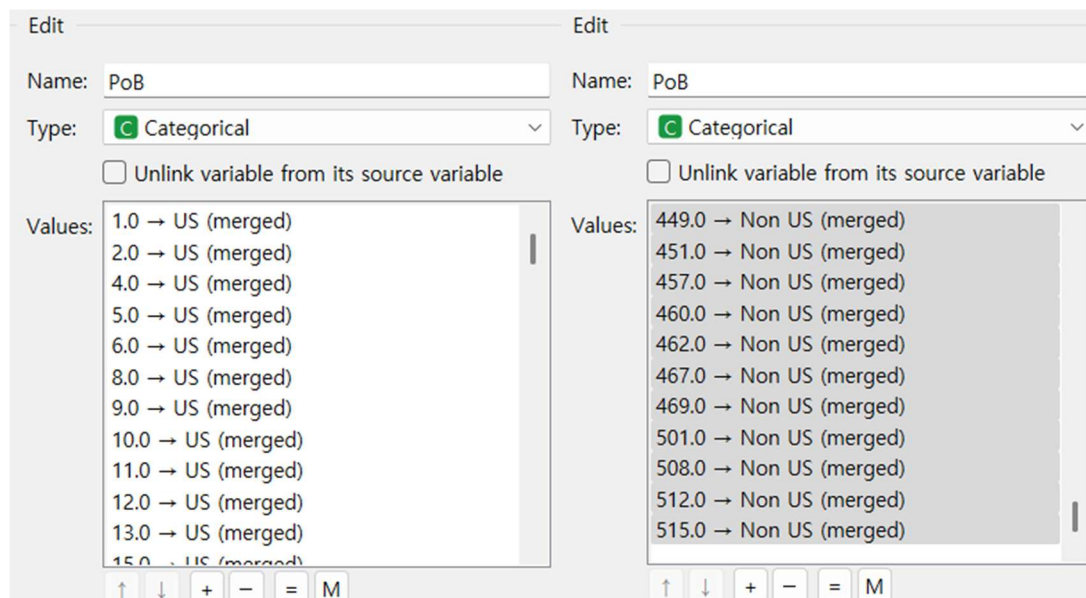 Edit
Name: PoB
Type: C Categorical
Unlink variable from its source variable
Values:
1.0 → US (merged)
2.0 → US (merged)
4.0 → US (merged)
5.0 → US (merged)
6.0 → US (merged)
8.0 → US (merged)
9.0 → US (merged)
10.0 → US (merged)
11.0 → US (merged)
12.0 → US (merged)
13.0 → US (merged)
15.0 → US (merged)
↑ ↓ + − = M
Edit
Name: PoB
Type: C Categorical
Unlink variable from its source variable
Values:
449.0 → Non US (merged)
451.0 → Non US (merged)
457.0 → Non US (merged)
460.0 → Non US (merged)
462.0 → Non US (merged)
467.0 → Non US (merged)
469.0 → Non US (merged)
501.0 → Non US (merged)
508.0 → Non US (merged)
512.0 → Non US (merged)
515.0 → Non US (merged)
↑ ↓ + − = M